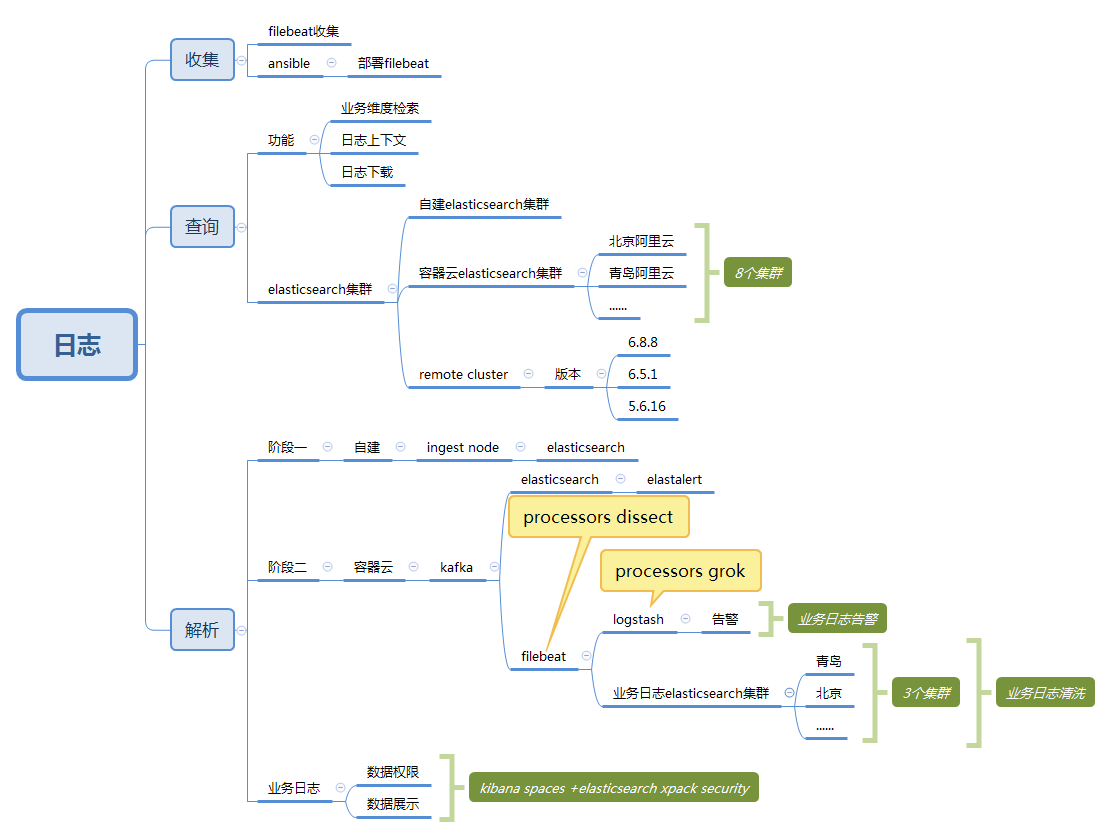 日志
收集
filebeat收集
ansible
部署filebeat
查询
功能
业务维度检索
日志上下文
日志下载
elasticsearch集群
自建elasticsearch集群
容器云elasticsearch集群
北京阿里云
青岛阿里云
......
8个集群
remote cluster
版本
6.8.8
6.5.1
5.6.16
解析
阶段一
自建
ingest node
elasticsearch
阶段二
容器云
kafka
elasticsearch
elastalert
processors dissect
processors grok
filebeat
logstash
告警
业务日志告警
业务日志elasticsearch集群
青岛
北京
......
3个集群
业务日志清洗
业务日志
数据权限
数据展示
kibana spaces +elasticsearch xpack security